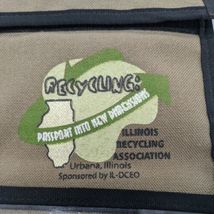 RECYCLING:
PASSPORT INTO NEW DIMENSIONS
ILLINOIS
RECYCLING
ASSOCIATION
Urbana, Illinois
Sponsored by IL-DCEO